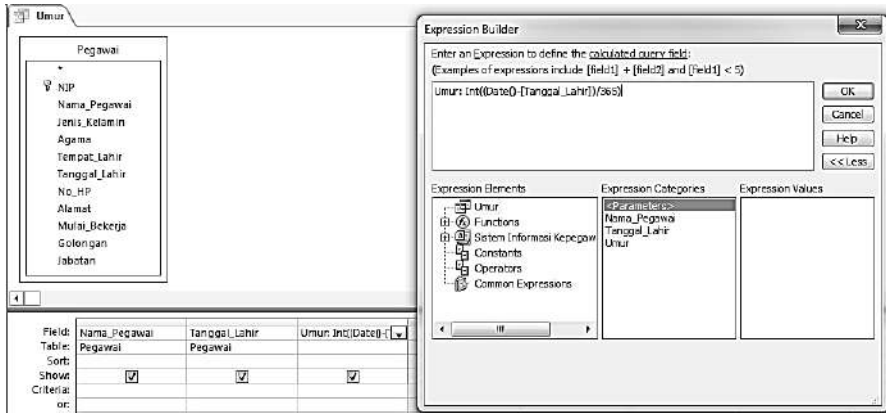 Umur
Pegawai
*
NIP
Nama_Pegawai
Jenis_Kelamin
Agama
Tempat_Lahir
Tanggal_Lahir
No_HP
Alamat
Mulai_Bekerja
Golongan
Jabatan
Field: Nama_Pegawai Tanggal_Lahir Umur: Int((Date()-[
Table: Pegawai Pegawai
Sort:
Show:
Criteria:
or:
Expression Builder
Enter an Expression to define the calculated query field:
(Examples of expressions include [field1] + [field2] and [field1] < 5)
Umur: Int((Date()-[Tanggal_Lahir])/365)
OK
Cancel
Help
<< Less
Expression Elements
Umur
Functions
Sistem Informasi Kepegaw
Constants
Operators
Common Expressions
Expression Categories
<Parameters>
Nama_Pegawai
Tanggal_Lahir
Umur
Expression Values